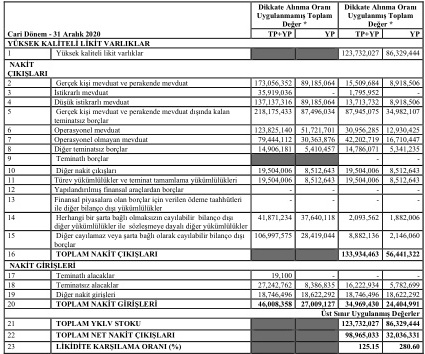 Dikkate Alınma Oranı Uygulanmamış Toplam Değer * Dikkate Alınma Oranı Uygulanmış Toplam Değer *
Cari Dönem - 31 Aralık 2020 TP+YP YP TP+YP YP
YÜKSEK KALİTELİ LİKİT VARLIKLAR
1 Yüksek kaliteli likit varlıklar 123,732,027 86,329,444
NAKİT ÇIKIŞLARI
2 Gerçek kişi mevduat ve perakende mevduat 173,056,352 89,185,064 15,509,684 8,918,506
3 İstikrarlı mevduat 35,919,036 - 1,795,952 -
4 Düşük istikrarlı mevduat 137,137,316 89,185,064 13,713,732 8,918,506
5 Gerçek kişi mevduat ve perakende mevduat dışında kalan teminatsız borçlar 218,175,433 87,496,034 87,945,075 34,982,107
6 Operasyonel mevduat 123,825,140 51,721,701 30,956,285 12,930,425
7 Operasyonel olmayan mevduat 79,444,112 30,363,876 42,202,719 16,710,447
8 Diğer teminatsız borçlar 14,906,181 5,410,457 14,786,071 5,341,235
9 Teminatlı borçlar - -
10 Diğer nakit çıkışları 19,504,006 8,512,643 19,504,006 8,512,643
11 Türev yükümlülükler ve teminat tamamlama yükümlülükleri 19,504,006 8,512,643 19,504,006 8,512,643
12 Yapılandırılmış finansal araçlardan borçlar - - - -
13 Finansal piyasalara olan borçlar için verilen ödeme taahhütleri ile diğer bilanço dışı yükümlülükler - - - -
14 Herhangi bir şarta bağlı olmaksızın cayılabilir bilanço dışı diğer yükümlülükler ile sözleşmeye dayalı diğer yükümlülükler 41,871,234 37,640,118 2,093,562 1,882,006
15 Diğer cayılamaz veya şarta bağlı olarak cayılabilir bilanço dışı borçlar 106,997,575 28,419,044 8,882,136 2,146,060
16 TOPLAM NAKİT ÇIKIŞLARI 133,934,463 56,441,322
NAKİT GİRİŞLERİ
17 Teminatlı alacaklar 19,100 - - -
18 Teminatsız alacaklar 27,242,762 8,386,835 16,222,934 5,782,699
19 Diğer nakit girişleri 18,746,496 18,622,292 18,746,496 18,622,292
20 TOPLAM NAKİT GİRİŞLERİ 46,008,358 27,009,127 34,969,430 24,404,991
Üst Sınır Uygulanmış Değerler
21 TOPLAM YKLV STOKU 123,732,027 86,329,444
22 TOPLAM NET NAKİT ÇIKIŞLARI 98,965,033 32,036,331
23 LİKİDİTE KARŞILAMA ORANI (%) 125.15 280.60